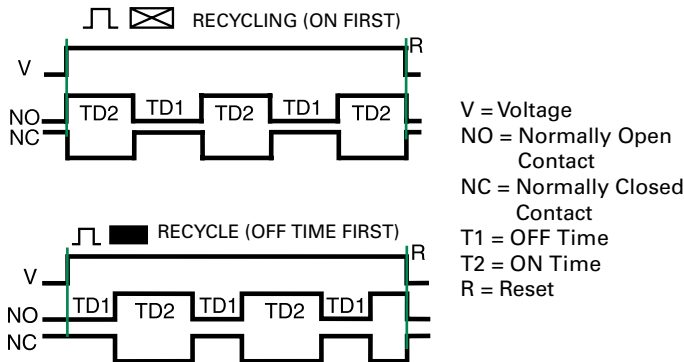 RECYCLING (ON FIRST)
R
V
NO
NC
TD2 TD1 TD2 TD1 TD2
V = Voltage
NO = Normally Open
Contact
NC = Normally Closed
Contact
T1 = OFF Time
T2 = ON Time
R = Reset
RECYCLE (OFF TIME FIRST)
R
V
NO
NC
TD1 TD2 TD1 TD2 TD1